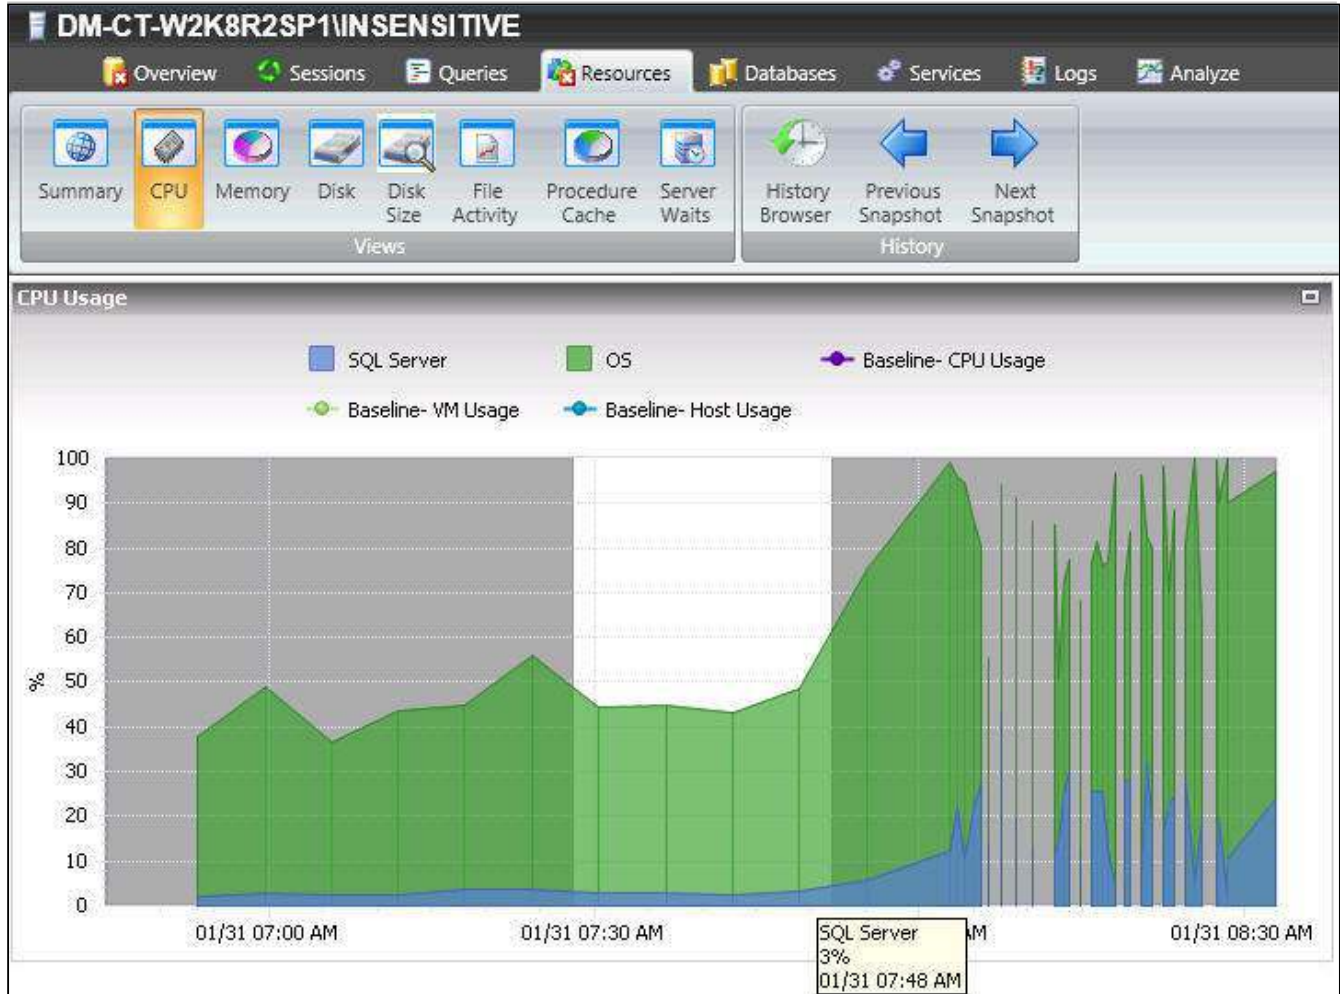 DM-CT-W2K8R2SP1\INSENSITIVE
Overview Sessions Queries Resources Databases Services Logs Analyze
Summary CPU Memory Disk Disk Size File Activity Procedure Cache Server Waits History Browser Previous Snapshot Next Snapshot
Views History
CPU Usage
SQL Server OS Baseline- CPU Usage
Baseline- VM Usage Baseline- Host Usage
100
90
80
70
60
%
50
40
30
20
10
0
01/31 07:00 AM 01/31 07:30 AM AM 01/31 08:30 AM
SQL Server
3%
01/31 07:48 AM